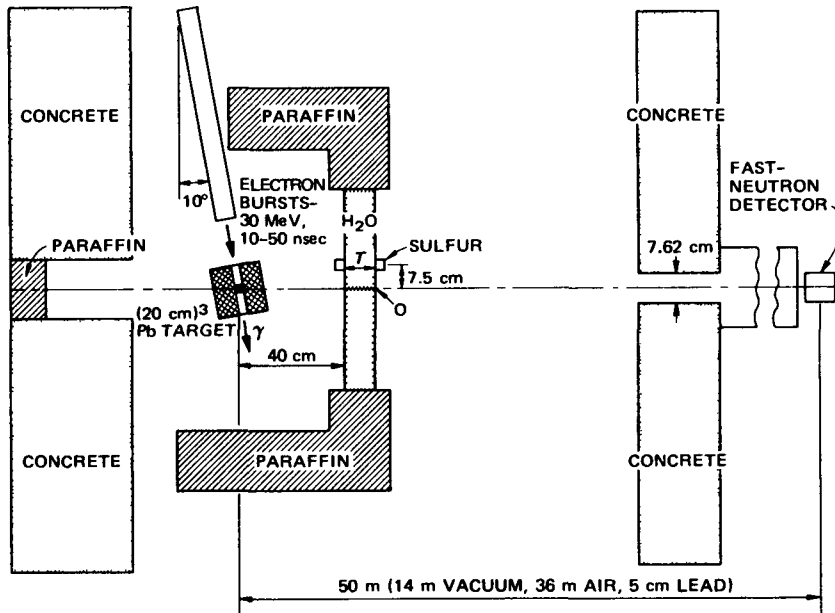 CONCRETE
PARAFFIN
CONCRETE
FAST-
NEUTRON
DETECTOR
ELECTRON
BURSTS-
30 MeV,
10-50 nsec
10°
H₂O
SULFUR
T
7.5 cm
7.62 cm
PARAFFIN
(20 cm)³
Pb TARGET
γ
O
40 cm
CONCRETE
PARAFFIN
CONCRETE
50 m (14 m VACUUM, 36 m AIR, 5 cm LEAD)